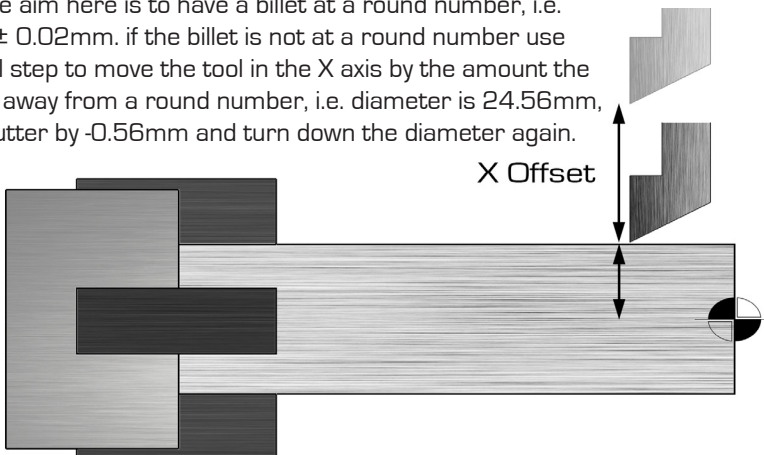 e aim here is to have a billet at a round number, i.e.
± 0.02mm. if the billet is not at a round number use
step to move the tool in the X axis by the amount the
away from a round number, i.e. diameter is 24.56mm,
utter by -0.56mm and turn down the diameter again.
X Offset